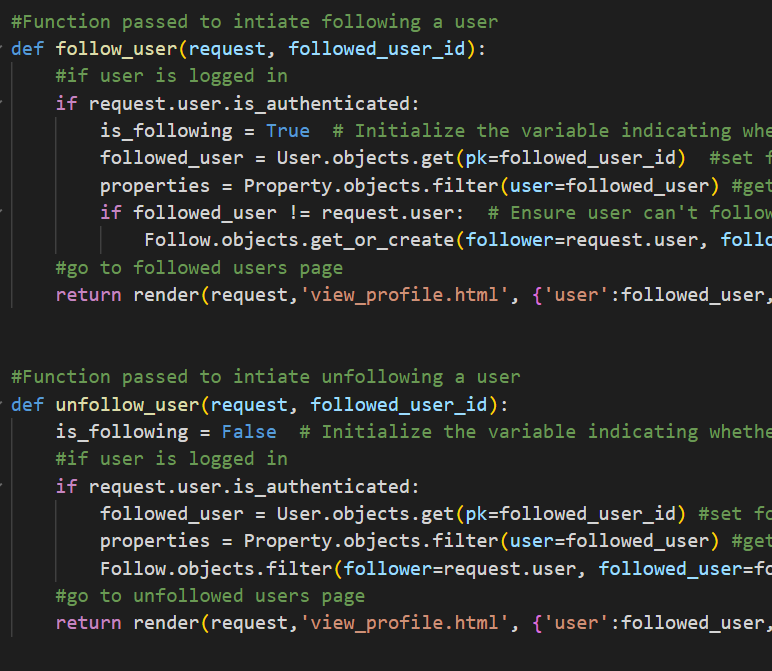 #Function passed to intiate following a user
def follow_user(request, followed_user_id):
#if user is logged in
if request.user.is_authenticated:
is_following = True # Initialize the variable indicating whe
followed_user = User.objects.get(pk=followed_user_id) #set f
properties = Property.objects.filter(user=followed_user) #get
if followed_user != request.user: # Ensure user can't follow
Follow.objects.get_or_create(follower=request.user, follo
#go to followed users page
return render(request,'view_profile.html', {'user':followed_user,
#Function passed to intiate unfollowing a user
def unfollow_user(request, followed_user_id):
is_following = False # Initialize the variable indicating whethe
#if user is logged in
if request.user.is_authenticated:
followed_user = User.objects.get(pk=followed_user_id) #set fo
properties = Property.objects.filter(user=followed_user) #get
Follow.objects.filter(follower=request.user, followed_user=fo
#go to unfollowed users page
return render(request,'view_profile.html', {'user':followed_user,